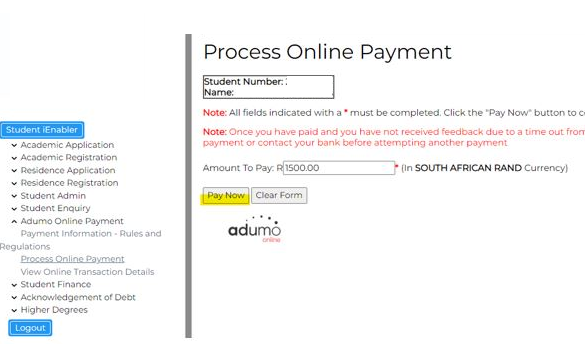 Process Online Payment
Student Number:
Name:
Note: All fields indicated with a * must be completed. Click the "Pay Now" button to c
Note: Once you have paid and you have not received feedback due to a time out from
payment or contact your bank before attempting another payment
Amount To Pay: R 1500.00 * (In SOUTH AFRICAN RAND Currency)
Pay Now Clear Form
adumo
online
Student iEnabler
Academic Application
Academic Registration
Residence Application
Residence Registration
Student Admin
Student Enquiry
Adumo Online Payment
Payment Information - Rules and
Regulations
Process Online Payment
View Online Transaction Details
Student Finance
Acknowledgement of Debt
Higher Degrees
Logout